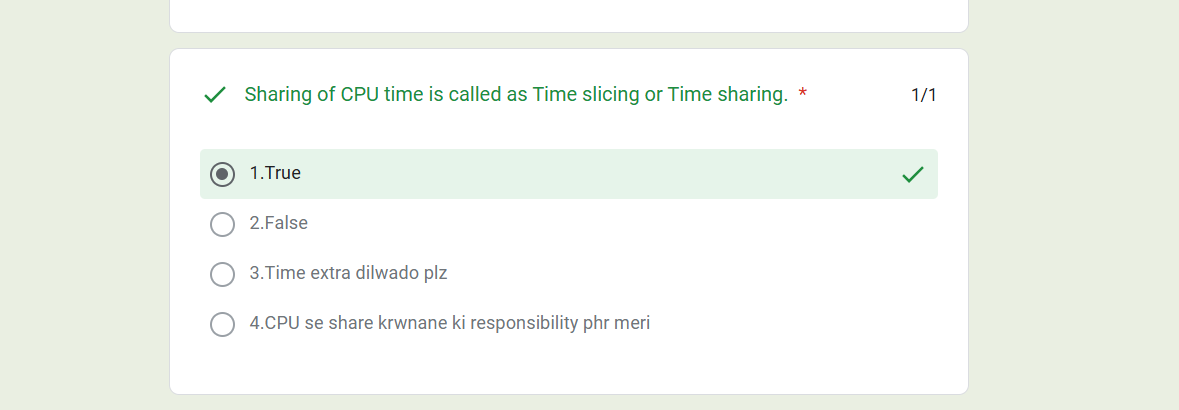 Sharing of CPU time is called as Time slicing or Time sharing. * 1/1
1.True
2.False
3.Time extra dilwado plz
4.CPU se share krwnane ki responsibility phr meri